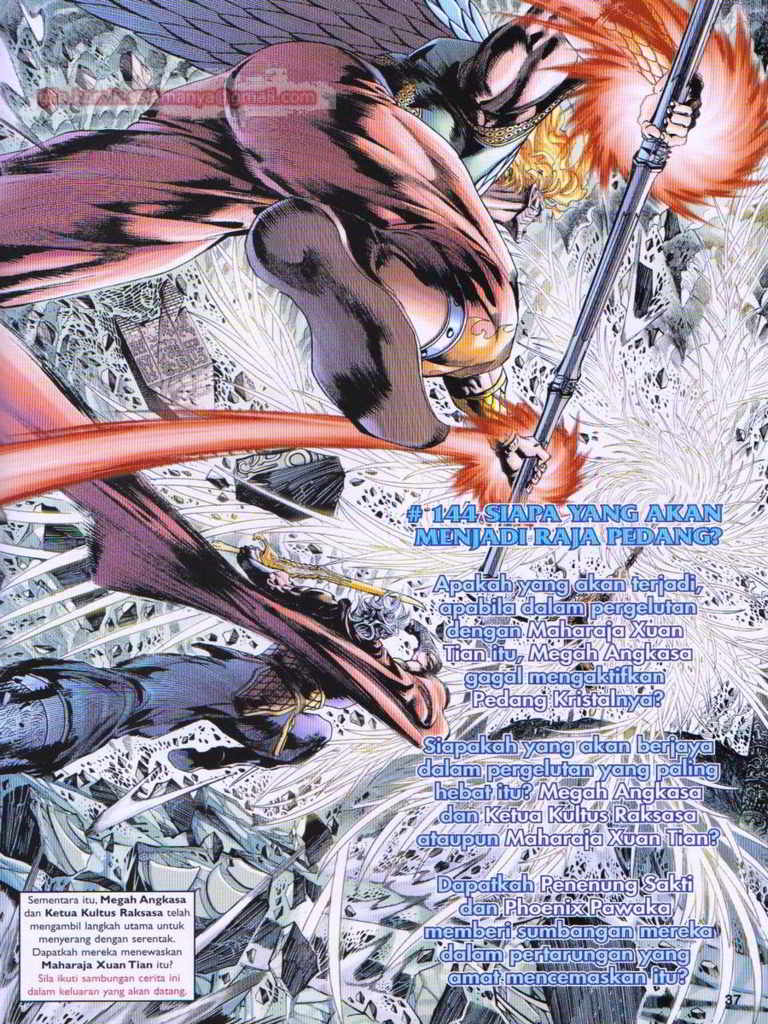 # 144 SIAPA YANG AKAN
MENJADI RAJA PEDANG?
Apakah yang akan terjadi,
apabila dalam pergelutan
dengan Maharaja Xuan
Tian itu, Megah Angkasa
gagal mengaktifkan
Pedang Kristalnya?
Siapakah yang akan berjaya
dalam pergelutan yang paling
hebat itu? Megah Angkasa
dan Ketua Kultus Raksasa
ataupun Maharaja Xuan Tian?
Dapatkah Penenung Sakti
dan Phoenix Pawaka
memberi sumbangan mereka
dalam pertarungan yang
amat mencemaskan itu?
Sementara itu, Megah Angkasa
dan Ketua Kultus Raksasa telah
mengambil langkah utama untuk
menyerang dengan serentak.
Dapatkah mereka menewaskan
Maharaja Xuan Tian itu?
Sila ikuti sambungan cerita ini
dalam keluaran yang akan datang.
37